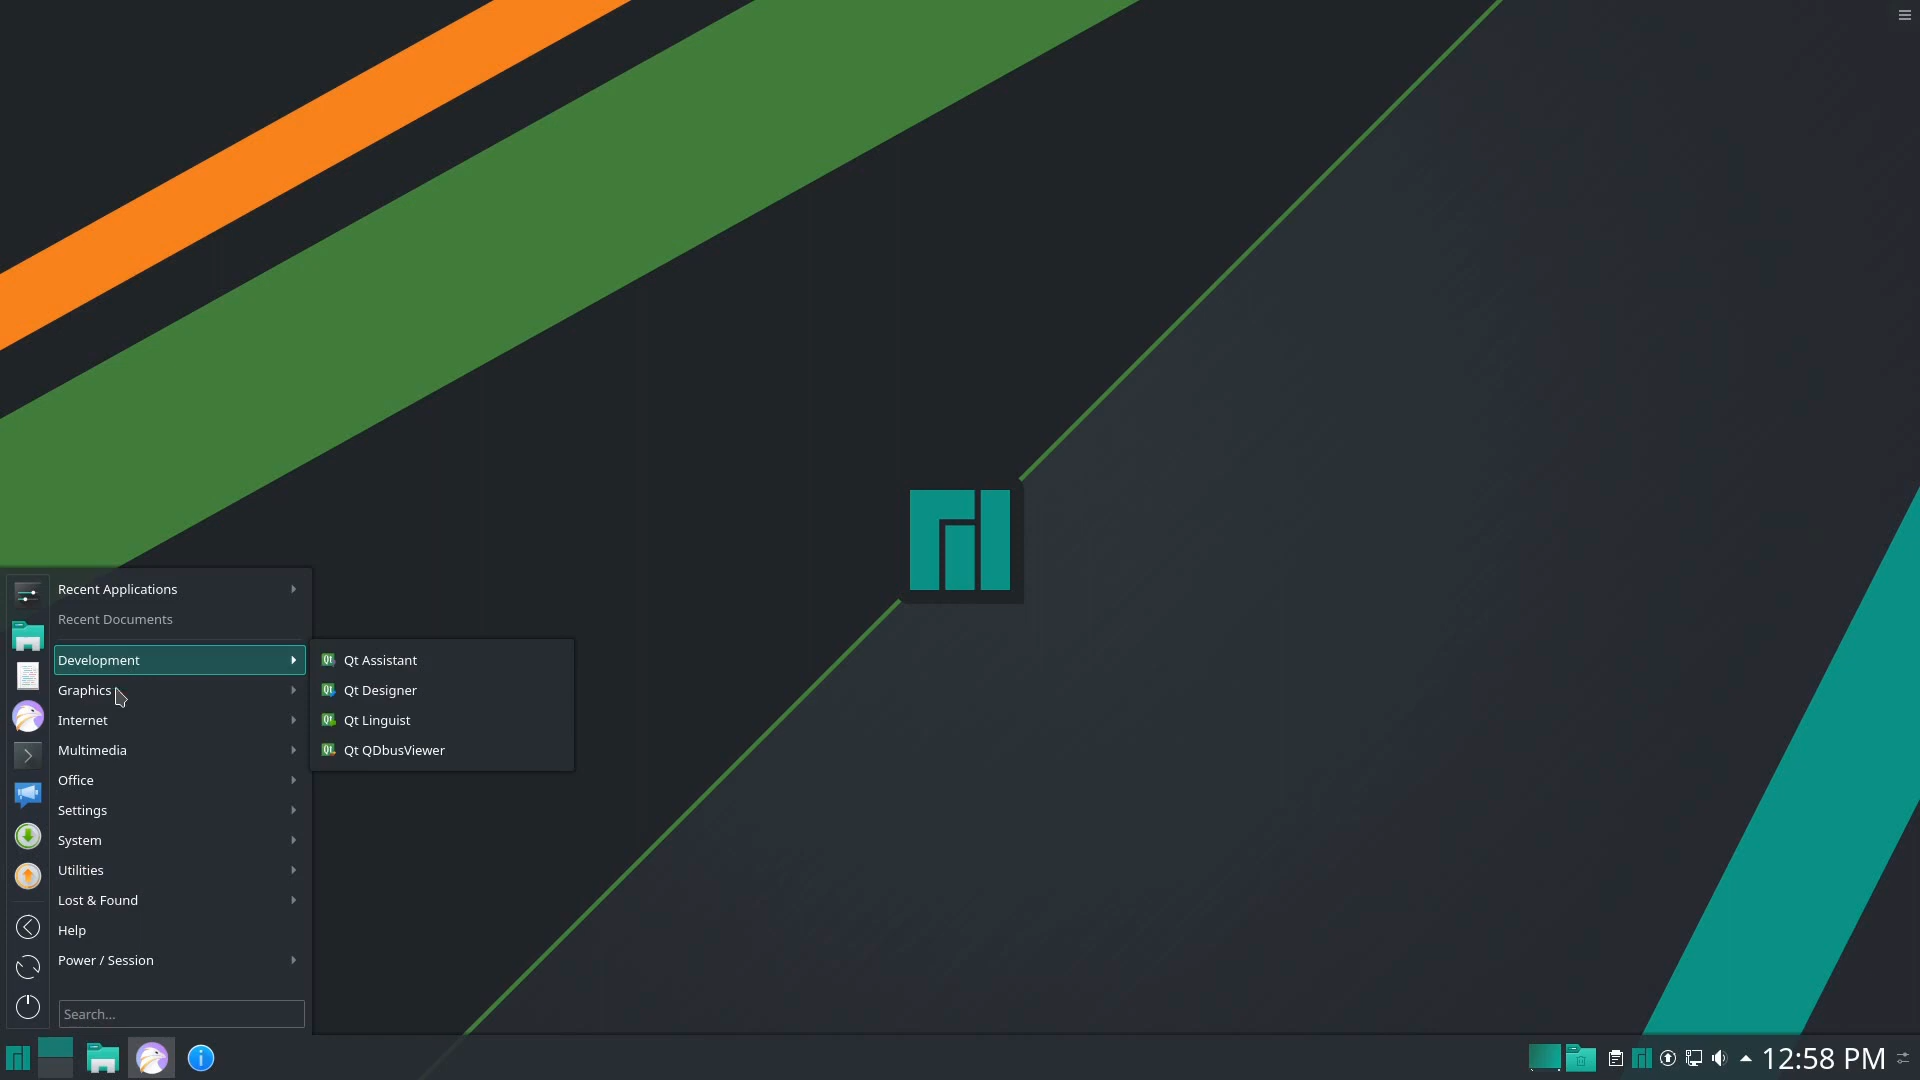 Recent Applications
Recent Documents
Development
Graphics
Internet
Multimedia
Office
Settings
System
Utilities
Lost & Found
Help
Power / Session
Search...
Qt Assistant
Qt Designer
Qt Linguist
Qt QDbusViewer
12:58 PM